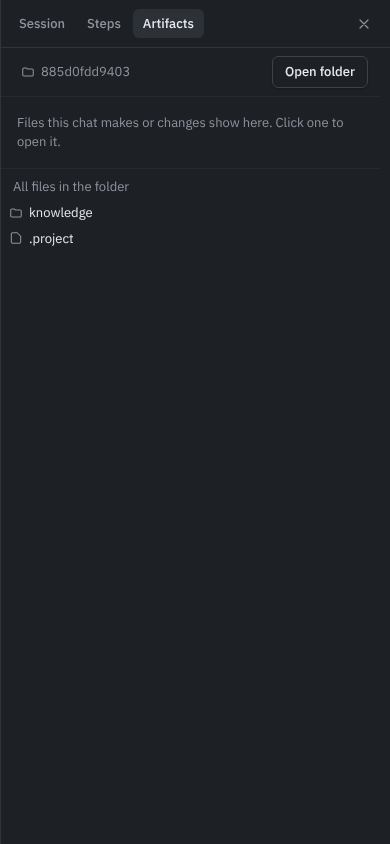 Session Steps Artifacts
885d0fdd9403 Open folder
Files this chat makes or changes show here. Click one to
open it.
All files in the folder
knowledge
.project